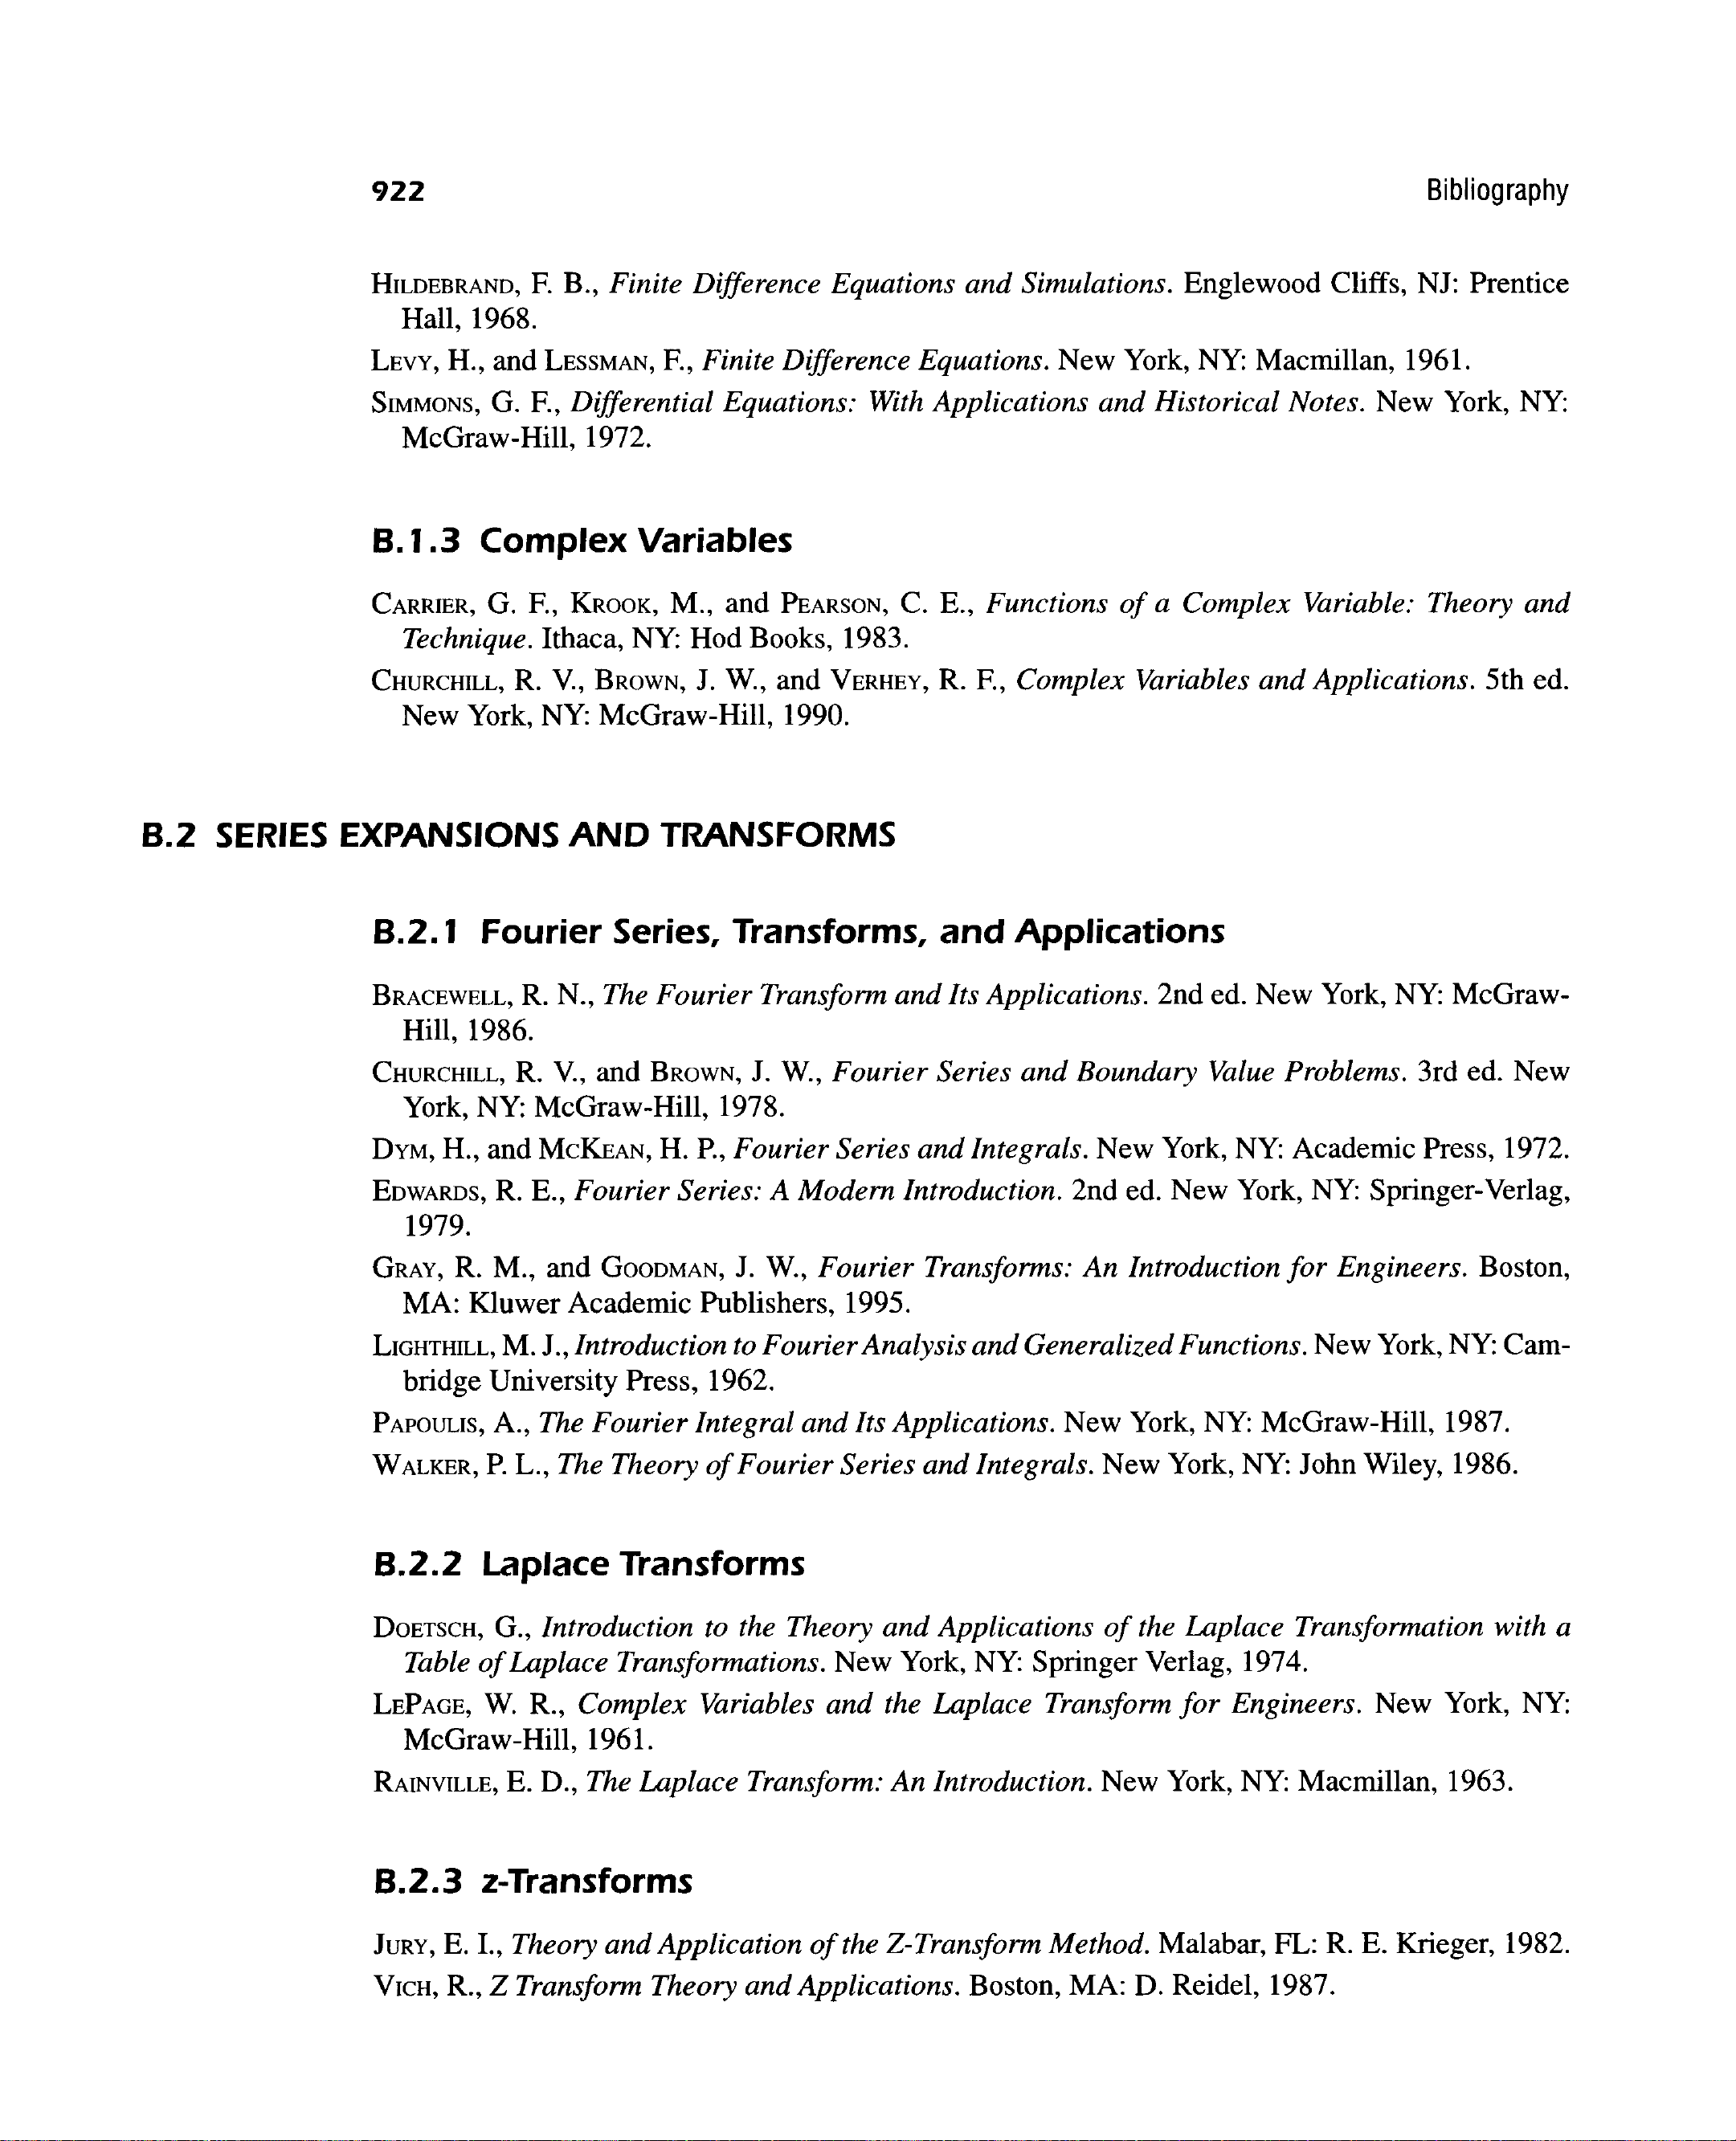 922 Bibliography
HILDEBRAND, F. B., Finite Difference Equations and Simulations. Englewood Cliffs, NJ: Prentice
Hall, 1968.
LEVY, H., and LESSMAN, F., Finite Difference Equations. New York, NY: Macmillan, 1961.
SIMMONS, G. F., Differential Equations: With Applications and Historical Notes. New York, NY:
McGraw-Hill, 1972.
B.1.3 Complex Variables
CARRIER, G. F., KROOK, M., and PEARSON, C. E., Functions of a Complex Variable: Theory and
Technique. Ithaca, NY: Hod Books, 1983.
CHURCHILL, R. V., BROWN, J. W., and VERHEY, R. F., Complex Variables and Applications. 5th ed.
New York, NY: McGraw-Hill, 1990.
B.2 SERIES EXPANSIONS AND TRANSFORMS
B.2.1 Fourier Series, Transforms, and Applications
BRACEWELL, R. N., The Fourier Transform and Its Applications. 2nd ed. New York, NY: McGraw-
Hill, 1986.
CHURCHILL, R. V., and BROWN, J. W., Fourier Series and Boundary Value Problems. 3rd ed. New
York, NY: McGraw-Hill, 1978.
DYM, H., and MCKEAN, H. P., Fourier Series and Integrals. New York, NY: Academic Press, 1972.
EDWARDS, R. E., Fourier Series: A Modern Introduction. 2nd ed. New York, NY: Springer-Verlag,
1979.
GRAY, R. M., and GOODMAN, J. W., Fourier Transforms: An Introduction for Engineers. Boston,
MA: Kluwer Academic Publishers, 1995.
LIGHTHILL, M. J., Introduction to Fourier Analysis and Generalized Functions. New York, NY: Cam-
bridge University Press, 1962.
PAPOULIS, A., The Fourier Integral and Its Applications. New York, NY: McGraw-Hill, 1987.
WALKER, P. L., The Theory of Fourier Series and Integrals. New York, NY: John Wiley, 1986.
B.2.2 Laplace Transforms
DOETSCH, G., Introduction to the Theory and Applications of the Laplace Transformation with a
Table of Laplace Transformations. New York, NY: Springer Verlag, 1974.
LEPAGE, W. R., Complex Variables and the Laplace Transform for Engineers. New York, NY:
McGraw-Hill, 1961.
RAINVILLE, E. D., The Laplace Transform: An Introduction. New York, NY: Macmillan, 1963.
B.2.3 z-Transforms
JURY, E. I., Theory and Application of the Z-Transform Method. Malabar, FL: R. E. Krieger, 1982.
VICH, R., Z Transform Theory and Applications. Boston, MA: D. Reidel, 1987.